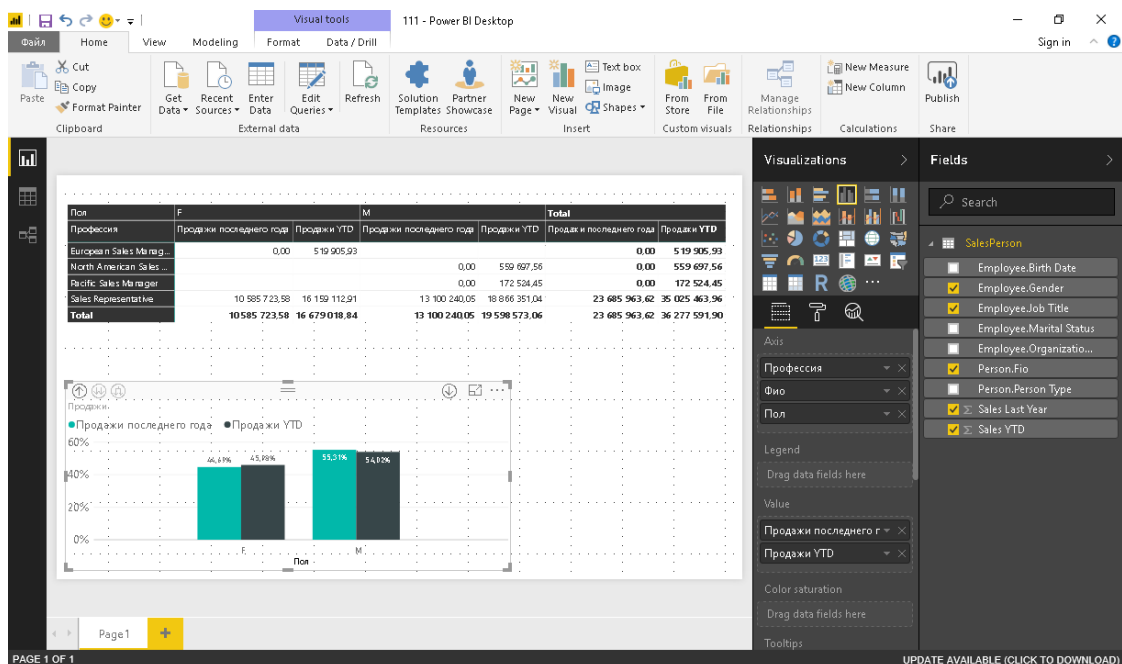 Visual tools 111 - Power BI Desktop
Файл Home View Modeling Format Data / Drill Sign in
Paste Cut Copy Format Painter
Get Data Recent Sources Enter Data Edit Queries Refresh
Solution Templates Partner Showcase
New Page New Visual Text box Image Shapes
From Store From File
Manage Relationships
New Measure New Column
Publish
Clipboard External data Resources Insert Custom visuals Relationships Calculations Share
Пол F M Total
Профессия Продажи последнего года Продажи YTD Продажи последнего года Продажи YTD Продажи последнего года Продажи YTD
European Sales Manag... 0,00 519 905,93 0,00 519 905,93
North American Sales ... 0,00 559 697,56 0,00 559 697,56
Pacific Sales Manager 0,00 172 524,45 0,00 172 524,45
Sales Representative 10 585 723,58 16 159 112,91 13 100 240,05 18 866 351,04 23 685 963,62 35 025 463,96
Total 10 585 723,58 16 679 018,84 13 100 240,05 19 598 573,06 23 685 963,62 36 277 591,90
Продажи
Продажи последнего года Продажи YTD
60%
40%
20%
0%
44,69% 45,98% 55,31% 54,02%
F M
Пол
Page 1
Visualizations
Axis
Профессия
Фио
Пол
Legend
Drag data fields here
Value
Продажи последнего г
Продажи YTD
Color saturation
Drag data fields here
Tooltips
Fields
Search
SalesPerson
Employee.Birth Date
Employee.Gender
Employee.Job Title
Employee.Marital Status
Employee.Organizatio...
Person.Fio
Person.Person Type
Sales Last Year
Sales YTD
PAGE 1 OF 1 UPDATE AVAILABLE (CLICK TO DOWNLOAD)